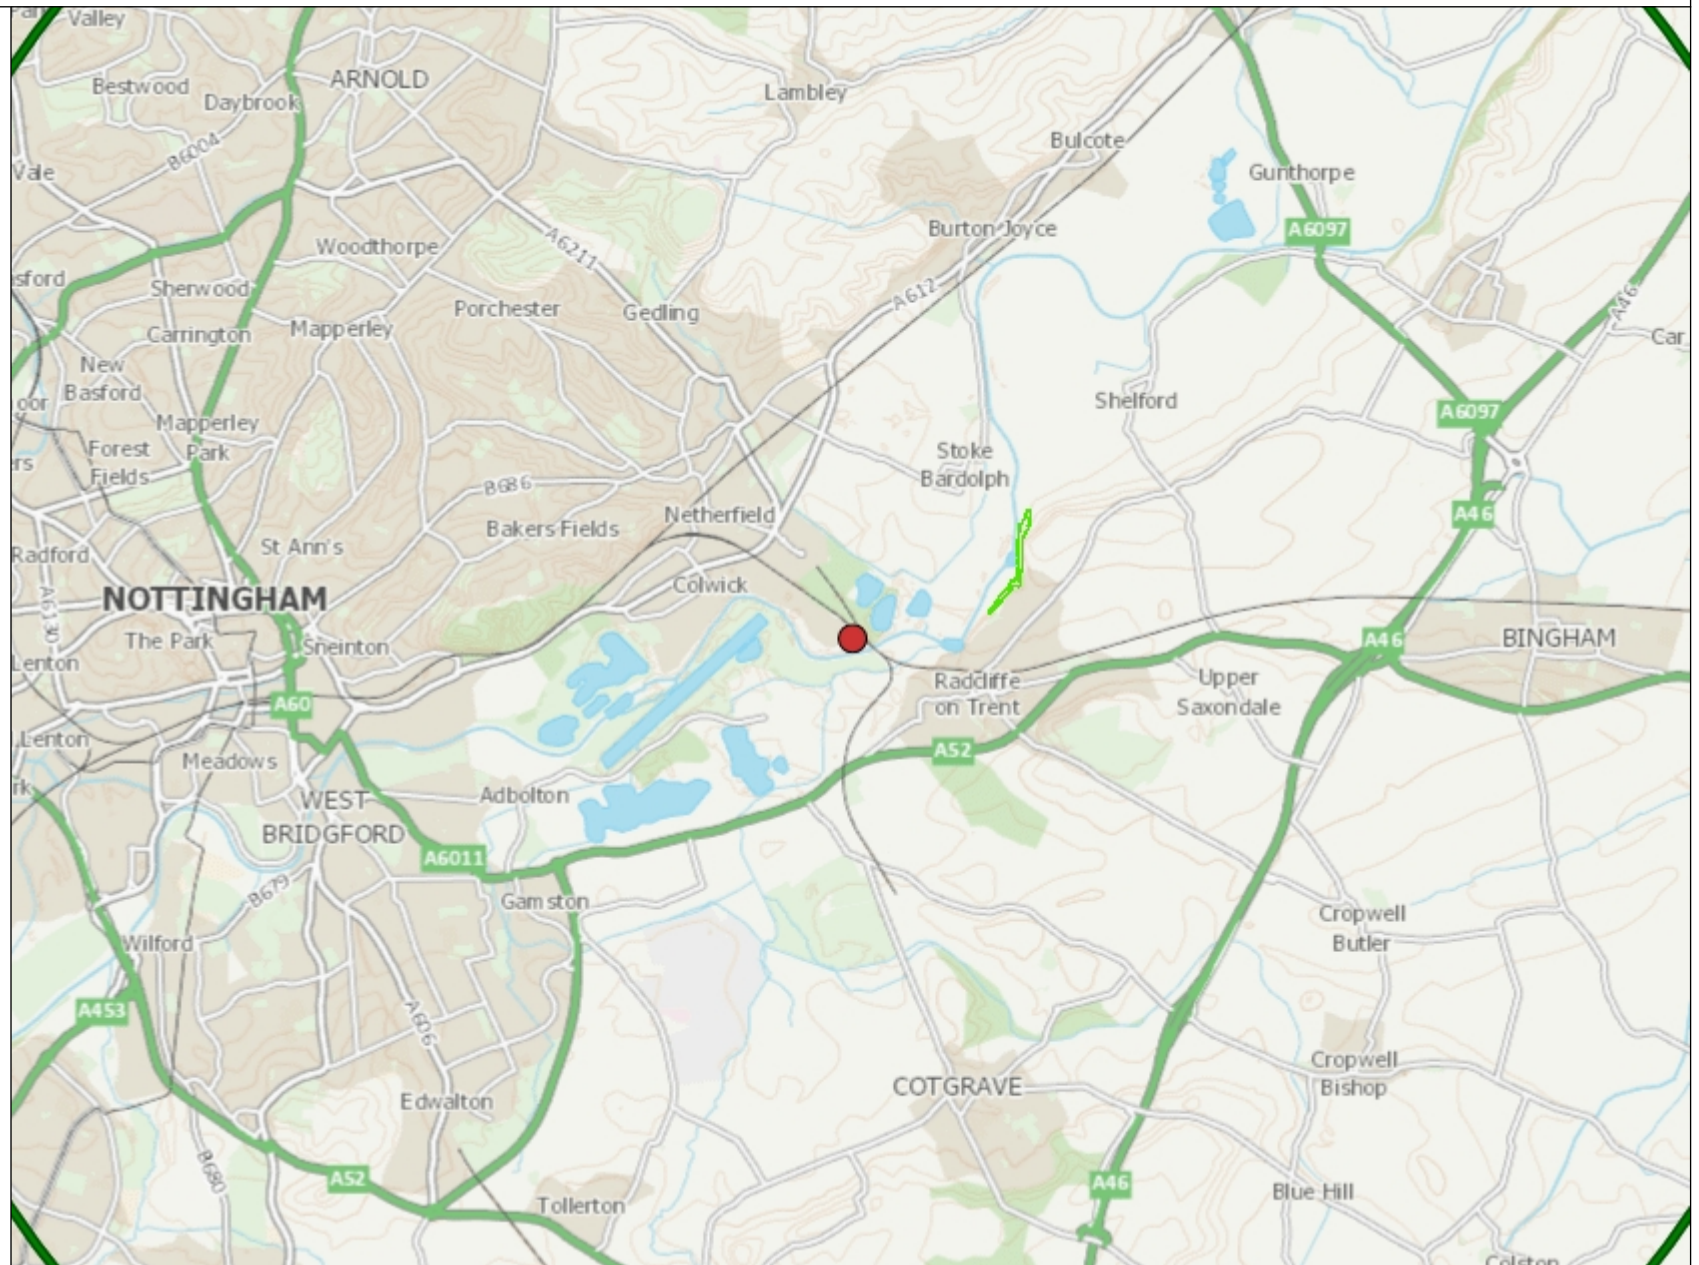 Valley
Bestwood
Daybrook
ARNOLD
Lambley
B6004
Vale
Bulcote
Gunthorpe
A6097
Burton Joyce
Woodthorpe
A6211
Sherwood
Porchester
Gedling
A612
A46
Carrington
Mapperley
Car
New
Basford
Shelford
A6097
Mapperley
Park
Forest
Fields
Stoke
Bardolph
B686
Netherfield
Bakers Fields
A46
Radford
St Ann's
Colwick
NOTTINGHAM
A6130
The Park
Sneinton
Lenton
A46
BINGHAM
Radcliffe
on Trent
Upper
Saxondale
A60
Lenton
Meadows
A52
WEST
BRIDGFORD
Adbolton
A6011
B679
Gamston
Cropwell
Butler
Wilford
A453
A606
Cropwell
Bishop
COTGRAVE
Edwalton
B680
A52
A46
Blue Hill
Tollerton
Colston